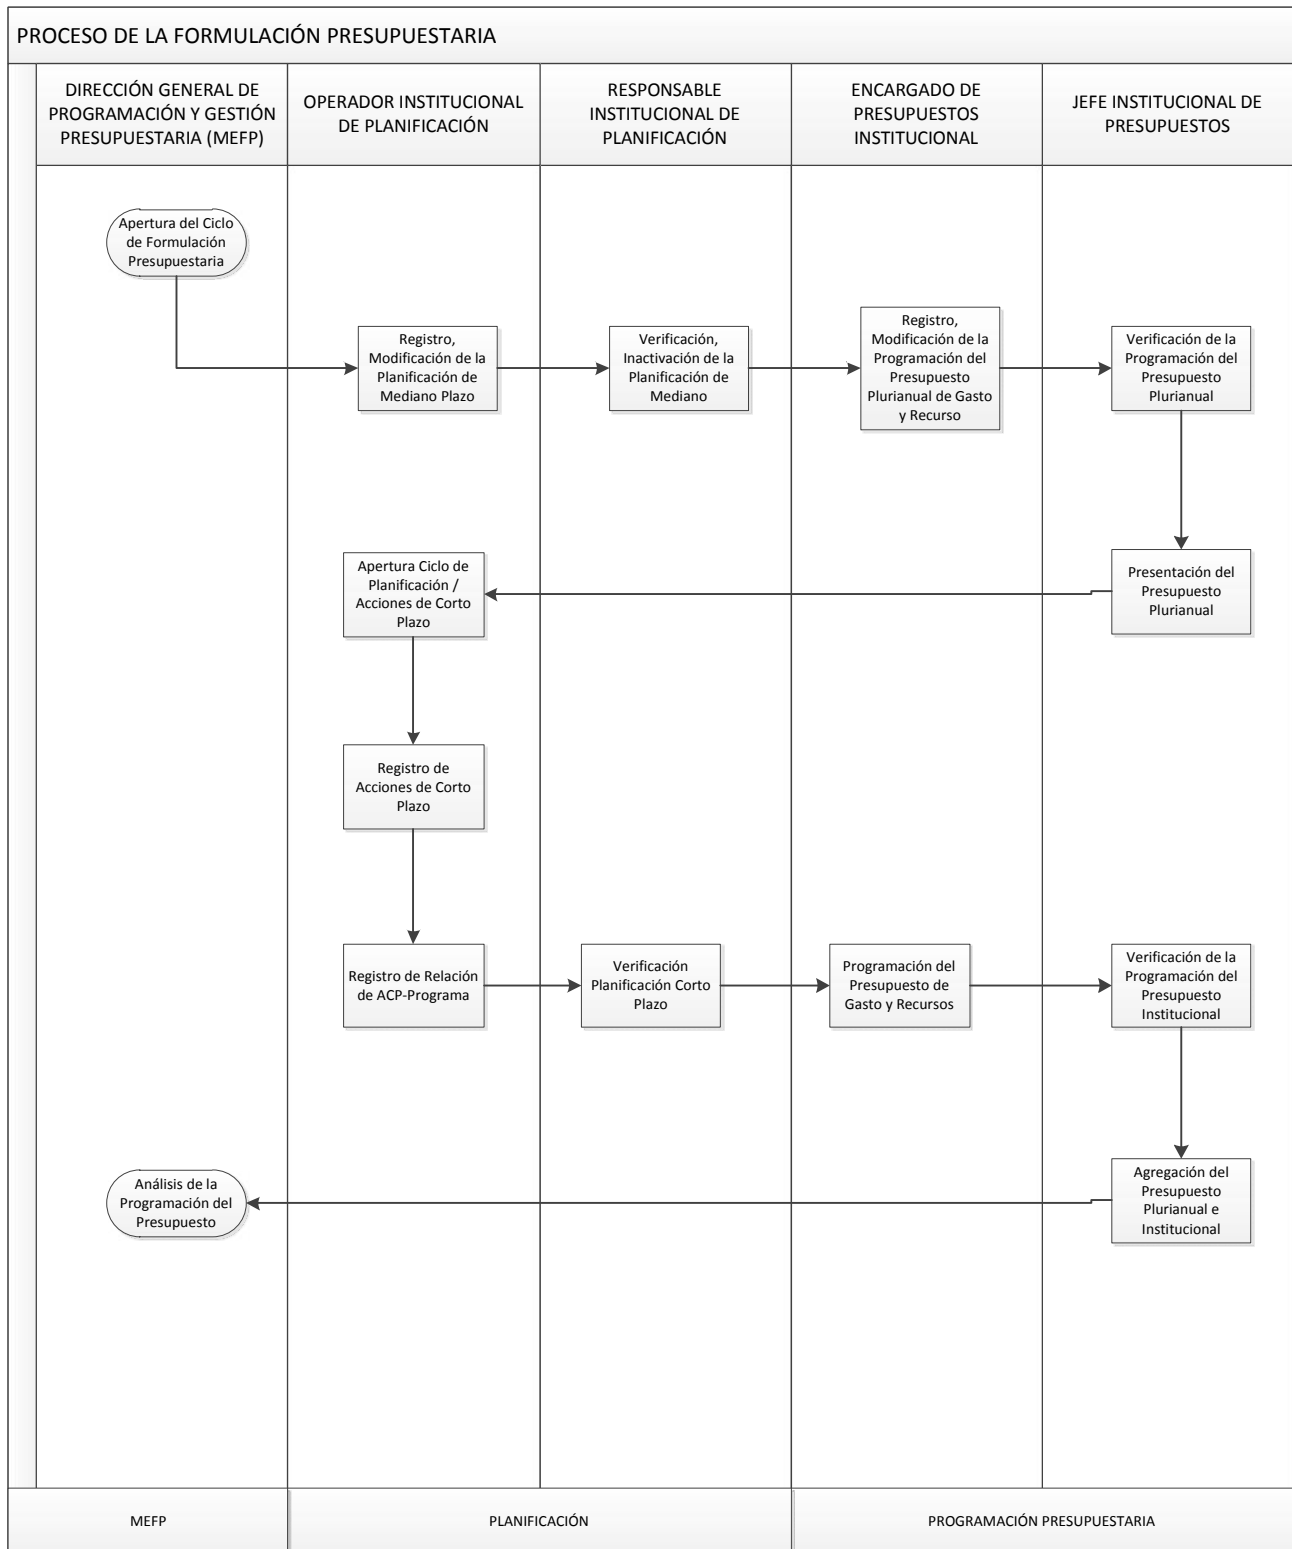 PROCESO DE LA FORMULACIÓN PRESUPUESTARIA
DIRECCIÓN GENERAL DE
PROGRAMACIÓN Y GESTIÓN
PRESUPUESTARIA (MEFP)
OPERADOR INSTITUCIONAL
DE PLANIFICACIÓN
RESPONSABLE
INSTITUCIONAL DE
PLANIFICACIÓN
ENCARGADO DE
PRESUPUESTOS
INSTITUCIONAL
JEFE INSTITUCIONAL DE
PRESUPUESTOS
Apertura del Ciclo
de Formulación
Presupuestaria
Registro,
Modificación de la
Planificación de
Mediano Plazo
Verificación,
Inactivación de la
Planificación de
Mediano
Registro,
Modificación de la
Programación del
Presupuesto
Plurianual de Gasto
y Recurso
Verificación de la
Programación del
Presupuesto
Plurianual
Apertura Ciclo de
Planificación /
Acciones de Corto
Plazo
Presentación del
Presupuesto
Plurianual
Registro de
Acciones de Corto
Plazo
Registro de Relación
de ACP-Programa
Verificación
Planificación Corto
Plazo
Programación del
Presupuesto de
Gasto y Recursos
Verificación de la
Programación del
Presupuesto
Institucional
Análisis de la
Programación del
Presupuesto
Agregación del
Presupuesto
Plurianual e
Institucional
MEFP
PLANIFICACIÓN
PROGRAMACIÓN PRESUPUESTARIA